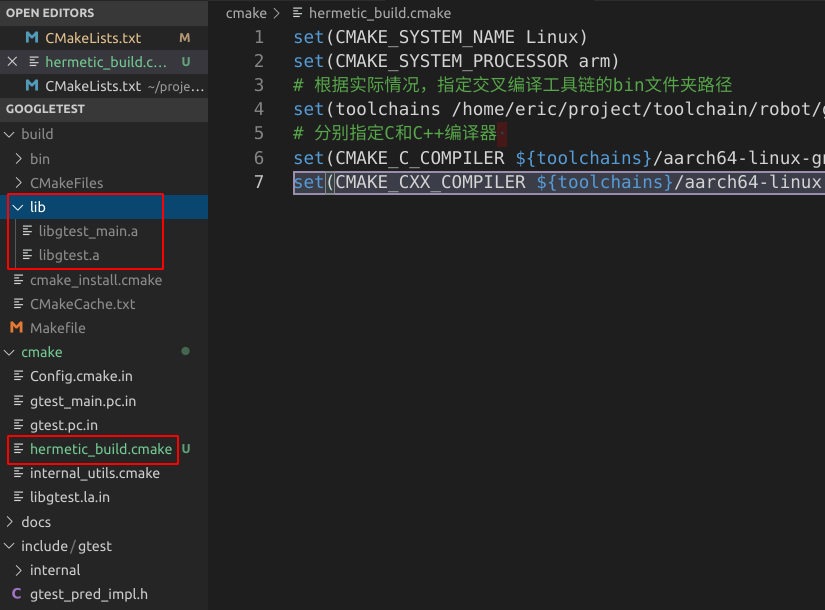 OPEN EDITORS
CMakeLists.txt M
hermetic_build.c... U
CMakeLists.txt ~/proje...
GOOGLETEST
build
bin
CMakeFiles
lib
libgtest_main.a
libgtest.a
cmake_install.cmake
CMakeCache.txt
Makefile
cmake
Config.cmake.in
gtest_main.pc.in
gtest.pc.in
hermetic_build.cmake U
internal_utils.cmake
libgtest.la.in
docs
include/gtest
internal
gtest_pred_impl.h
cmake > hermetic_build.cmake
1 set(CMAKE_SYSTEM_NAME Linux)
2 set(CMAKE_SYSTEM_PROCESSOR arm)
3 # 根据实际情况，指定交叉编译工具链的bin文件夹路径
4 set(toolchains /home/eric/project/toolchain/robot/
5 # 分别指定C和C++编译器
6 set(CMAKE_C_COMPILER ${toolchains}/aarch64-linux-gn
7 set(CMAKE_CXX_COMPILER ${toolchains}/aarch64-linux